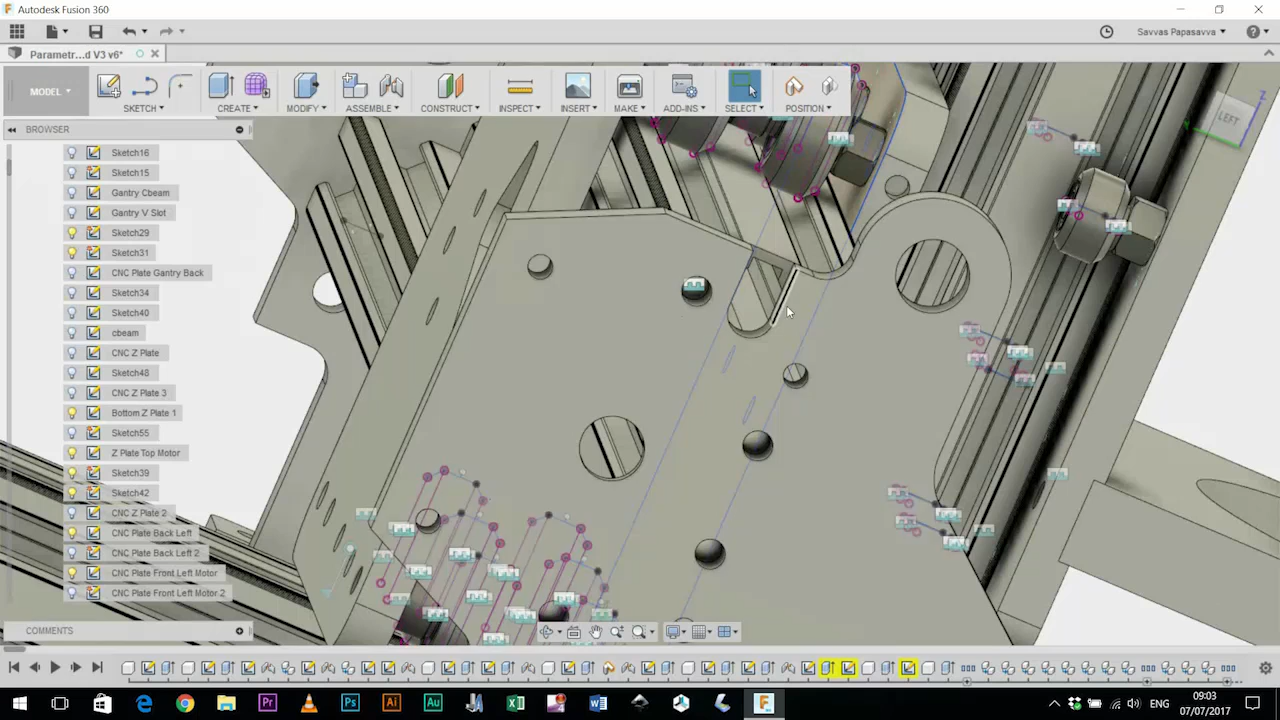 Autodesk Fusion 360
Savvas Papasavva
Parametr...d V3 v6*
MODEL
SKETCH
CREATE
MODIFY
ASSEMBLE
CONSTRUCT
INSPECT
INSERT
MAKE
ADD-INS
SELECT
POSITION
LEFT
Z
BROWSER
Sketch16
Sketch15
Gantry Cbeam
Gantry V Slot
Sketch29
Sketch31
CNC Plate Gantry Back
Sketch34
Sketch40
cbeam
CNC Z Plate
Sketch48
CNC Z Plate 3
Bottom Z Plate 1
Sketch55
Z Plate Top Motor
Sketch39
Sketch42
CNC Z Plate 2
CNC Plate Back Left
CNC Plate Back Left 2
CNC Plate Front Left Motor
CNC Plate Front Left Motor 2
COMMENTS
Pr
Ps
Ai
Au
ENG
09:03
07/07/2017